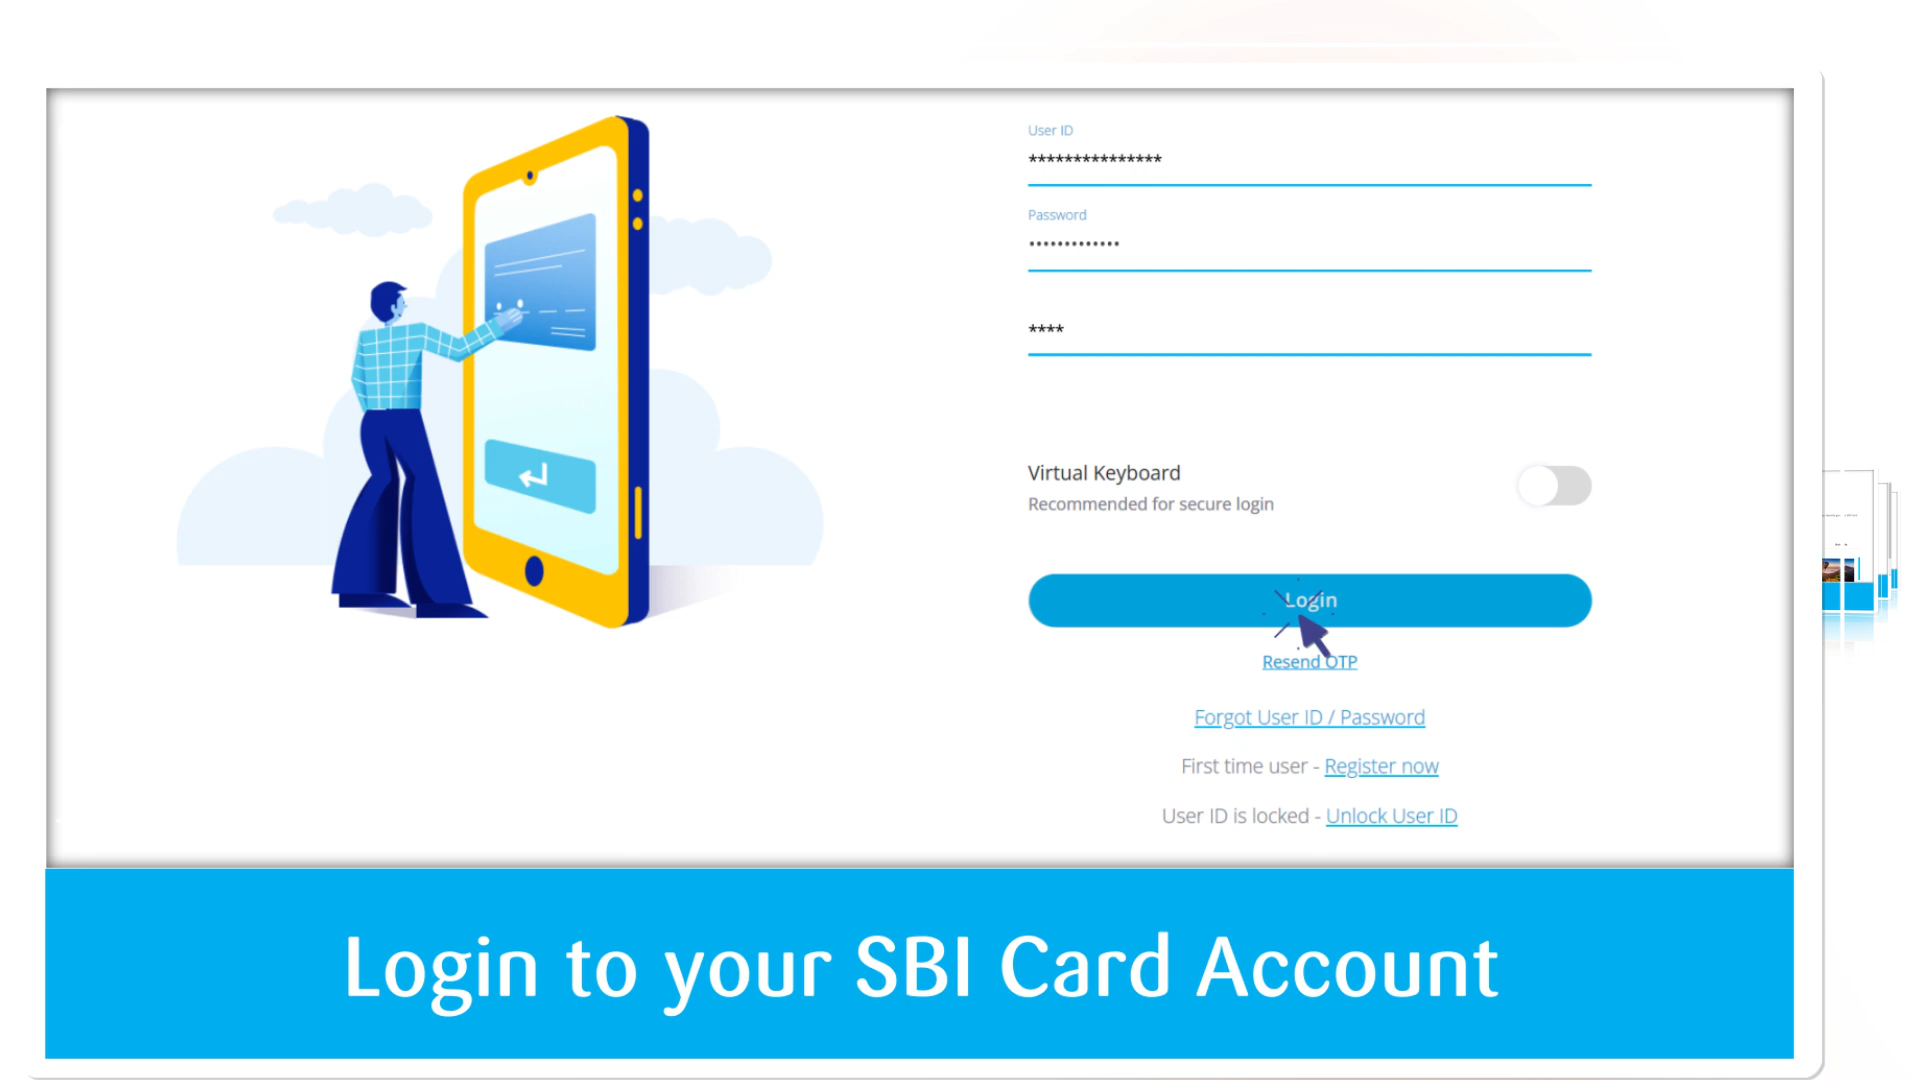 User ID
***************
Password
•••••••••••••
****
Virtual Keyboard
Recommended for secure login
Login
Resend OTP
Forgot User ID / Password
First time user - Register now
User ID is locked - Unlock User ID
Login to your SBI Card Account